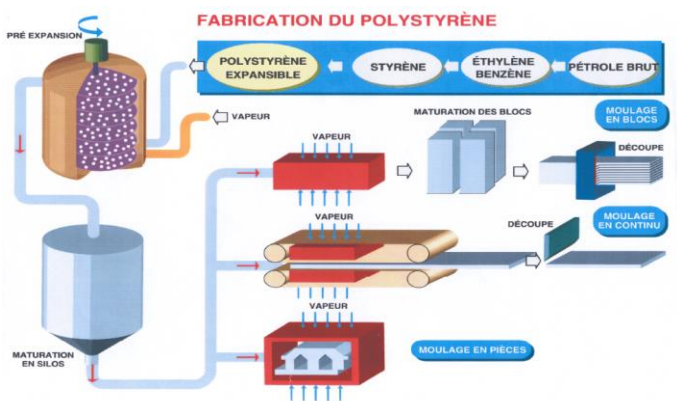 FABRICATION DU POLYSTYRÈNE
PRÉ EXPANSION
POLYSTYRÈNE
EXPANSIBLE
STYRÈNE
ÉTHYLÈNE
BENZÈNE
PÉTROLE BRUT
VAPEUR
MATURATION DES BLOCS
MOULAGE
EN BLOCS
VAPEUR
DÉCOUPE
VAPEUR
DÉCOUPE
MOULAGE
EN CONTINU
VAPEUR
MATURATION
EN SILOS
MOULAGE EN PIÈCES